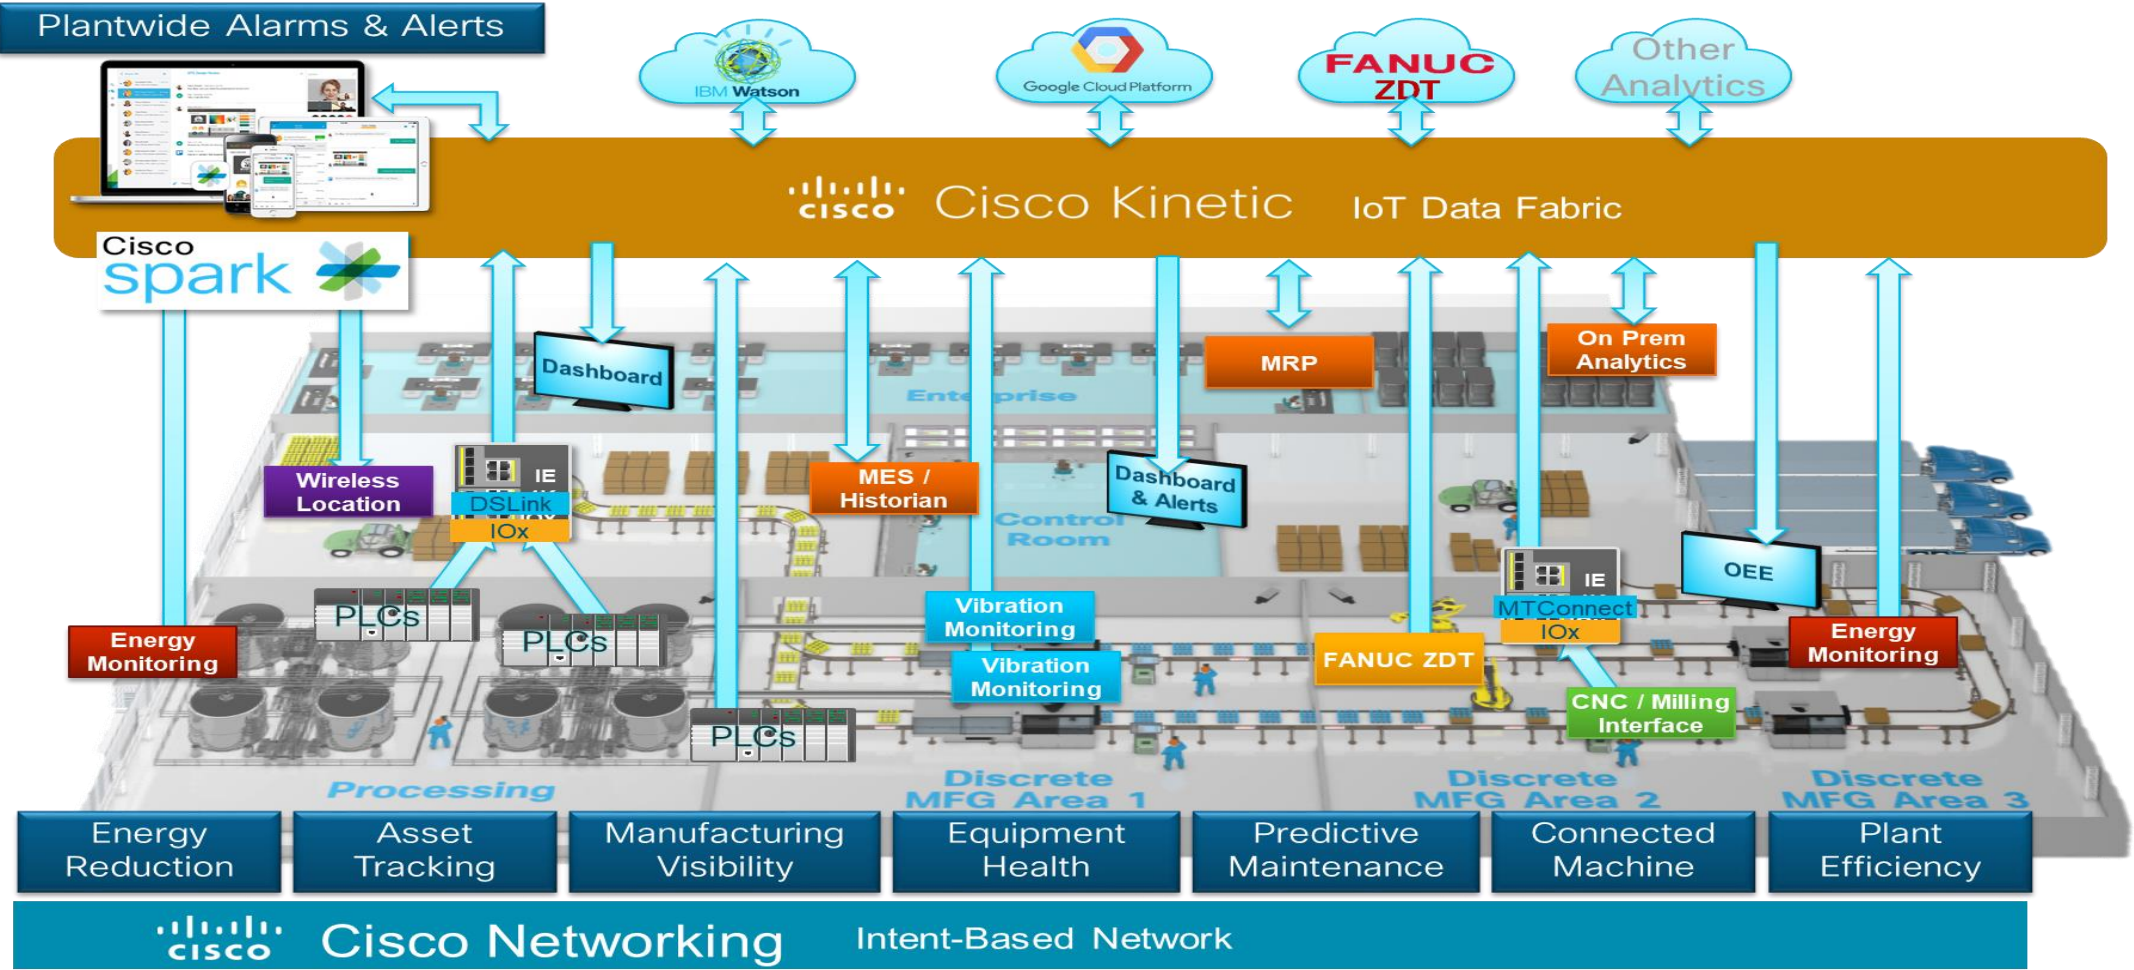 Plantwide Alarms & Alerts
IBM Watson
Google Cloud Platform
FANUC
ZDT
Other
Analytics
CISCO
Cisco Kinetic
IoT Data Fabric
Cisco
spark
Dashboard
MRP
On Prem
Analytics
Enterprise
Wireless
Location
IE
DSLink
IOx
MES /
Historian
Dashboard
& Alerts
Control
Room
OEE
IE
MTConnect
IOx
PLCs
PLCs
PLCs
Energy
Monitoring
Vibration
Monitoring
Vibration
Monitoring
FANUC ZDT
CNC / Milling
Interface
Energy
Monitoring
Processing
Discrete
MFG Area 1
Discrete
MFG Area 2
Discrete
MFG Area 3
Energy
Reduction
Asset
Tracking
Manufacturing
Visibility
Equipment
Health
Predictive
Maintenance
Connected
Machine
Plant
Efficiency
CISCO
Cisco Networking
Intent-Based Network